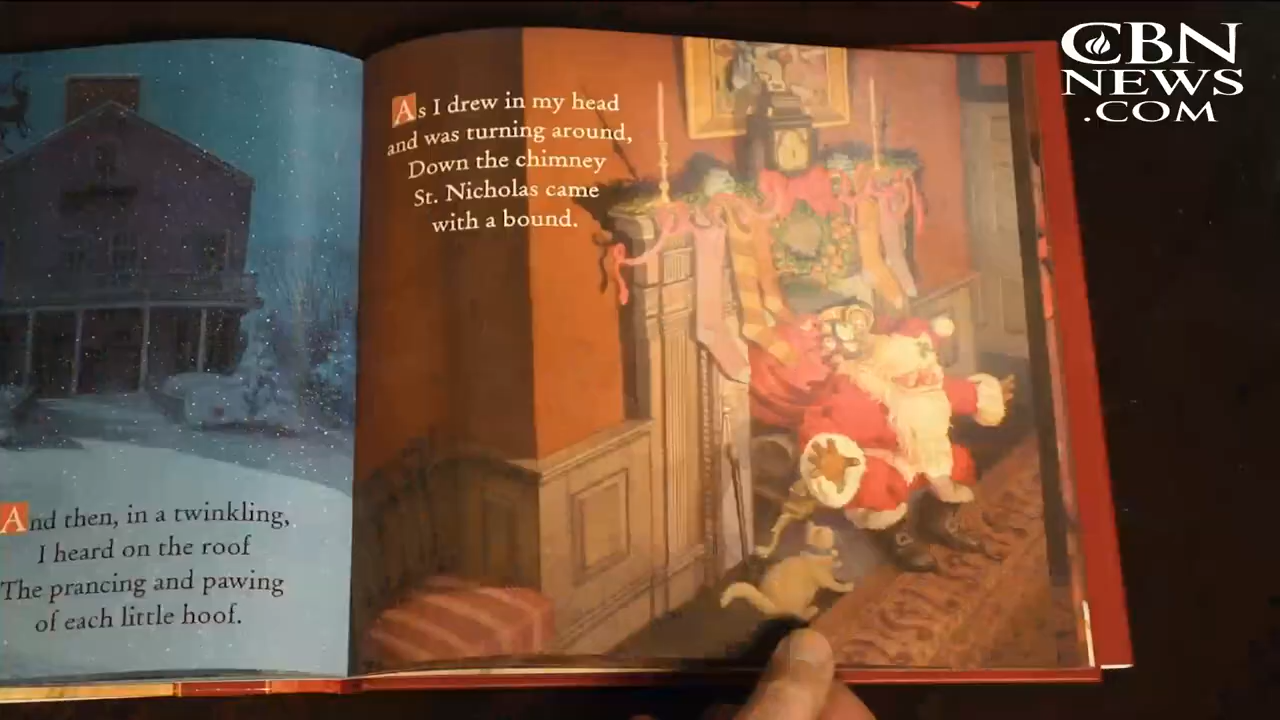 And then, in a twinkling,
I heard on the roof
The prancing and pawing
of each little hoof.
As I drew in my head
and was turning around,
Down the chimney
St. Nicholas came
with a bound.
CBN
NEWS
.COM